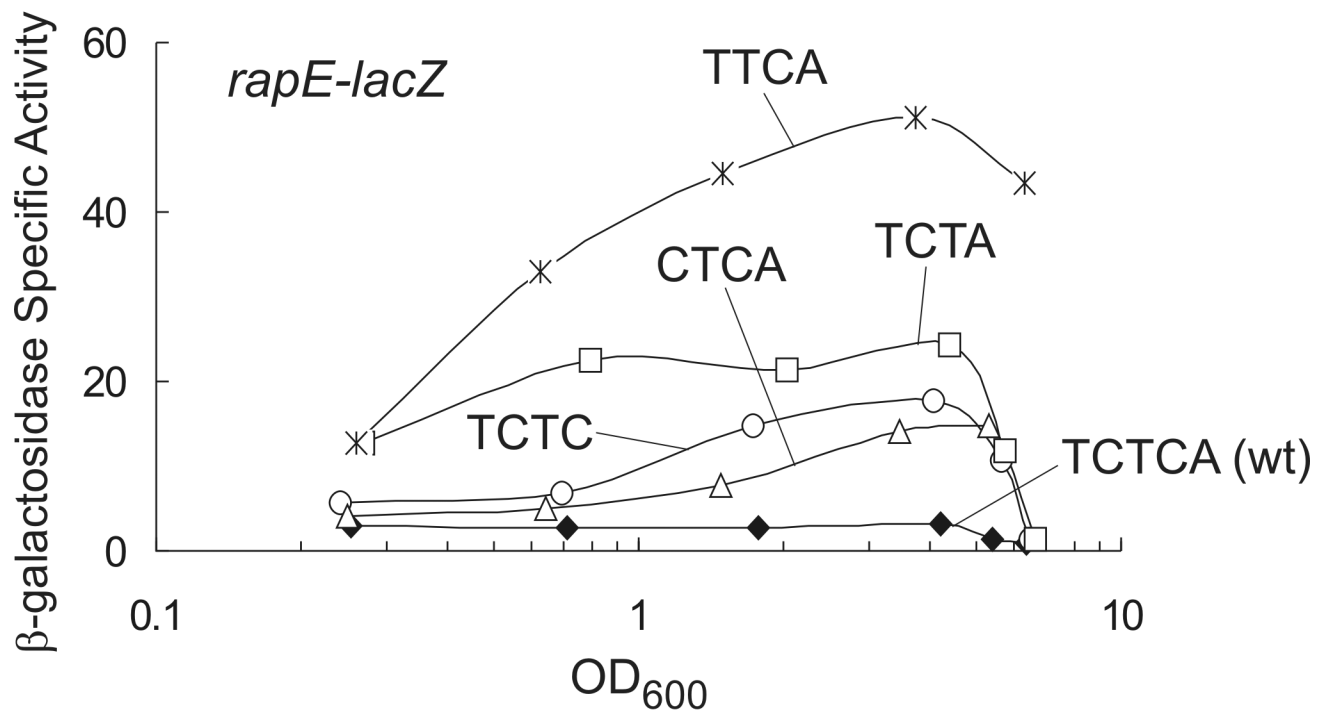 β-galactosidase Specific Activity
60
40
20
0
rapE-lacZ
TTCA
TCTA
CTCA
TCTC
TCTCA (wt)
0.1
1
10
OD600